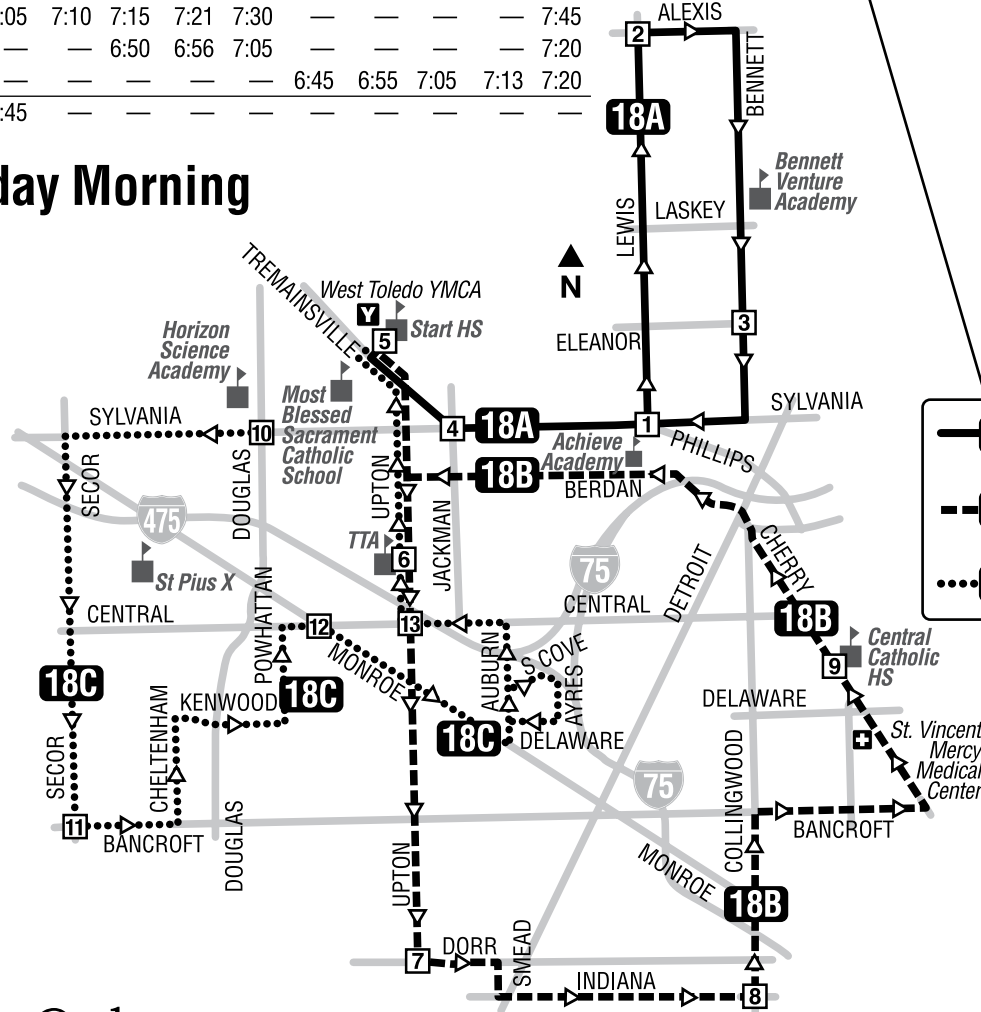 :05 7:10 7:15 7:21 7:30 — — — — 7:45
— — 6:50 6:56 7:05 — — — — 7:20
— — — — — 6:45 6:55 7:05 7:13 7:20
:45 — — — — — — — — —
day Morning
ALEXIS
2
BENNETT
18A
Bennett
Venture
Academy
LEWIS
LASKEY
N
TREMAINSVILLE
West Toledo YMCA
Y
Start HS
5
3
ELEANOR
Horizon
Science
Academy
Most
Blessed
Sacrament
Catholic
School
SYLVANIA
SYLVANIA
10
4
18A
1
PHILLIPS
Achieve
Academy
18B
BERDAN
SECOR
DOUGLAS
UPTON
JACKMAN
475
TTA
6
75
DETROIT
CHERRY
St Pius X
CENTRAL
POWHATTAN
12
13
CENTRAL
18B
9
Central
Catholic
HS
MONROE
AUBURN
S COVE
AYRES
18C
KENWOOD
18C
CHELTENHAM
18C
DELAWARE
DELAWARE
St. Vincent
Mercy
Medical
Center
SECOR
75
COLLINGWOOD
11
BANCROFT
DOUGLAS
BANCROFT
UPTON
MONROE
18B
7
DORR
SMEAD
INDIANA
8